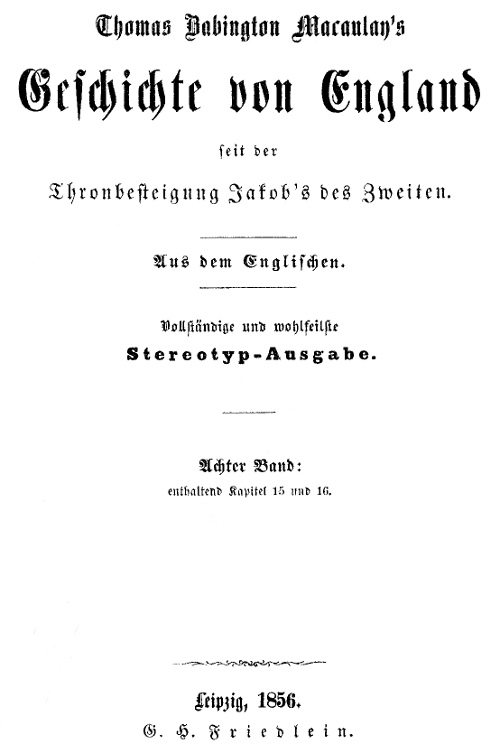 Thomas Babington Macaulay's
Geſchichte von England
ſeit der
Thronbeſteigung Jakob's des Zweiten.
Aus dem Engliſchen.
Vollſtändige und wohlfeilſte
Stereotyp-Ausgabe.
Achter Band:
enthaltend Kapitel 15 und 16.
Leipzig, 1856.
G. H. Friedlein.